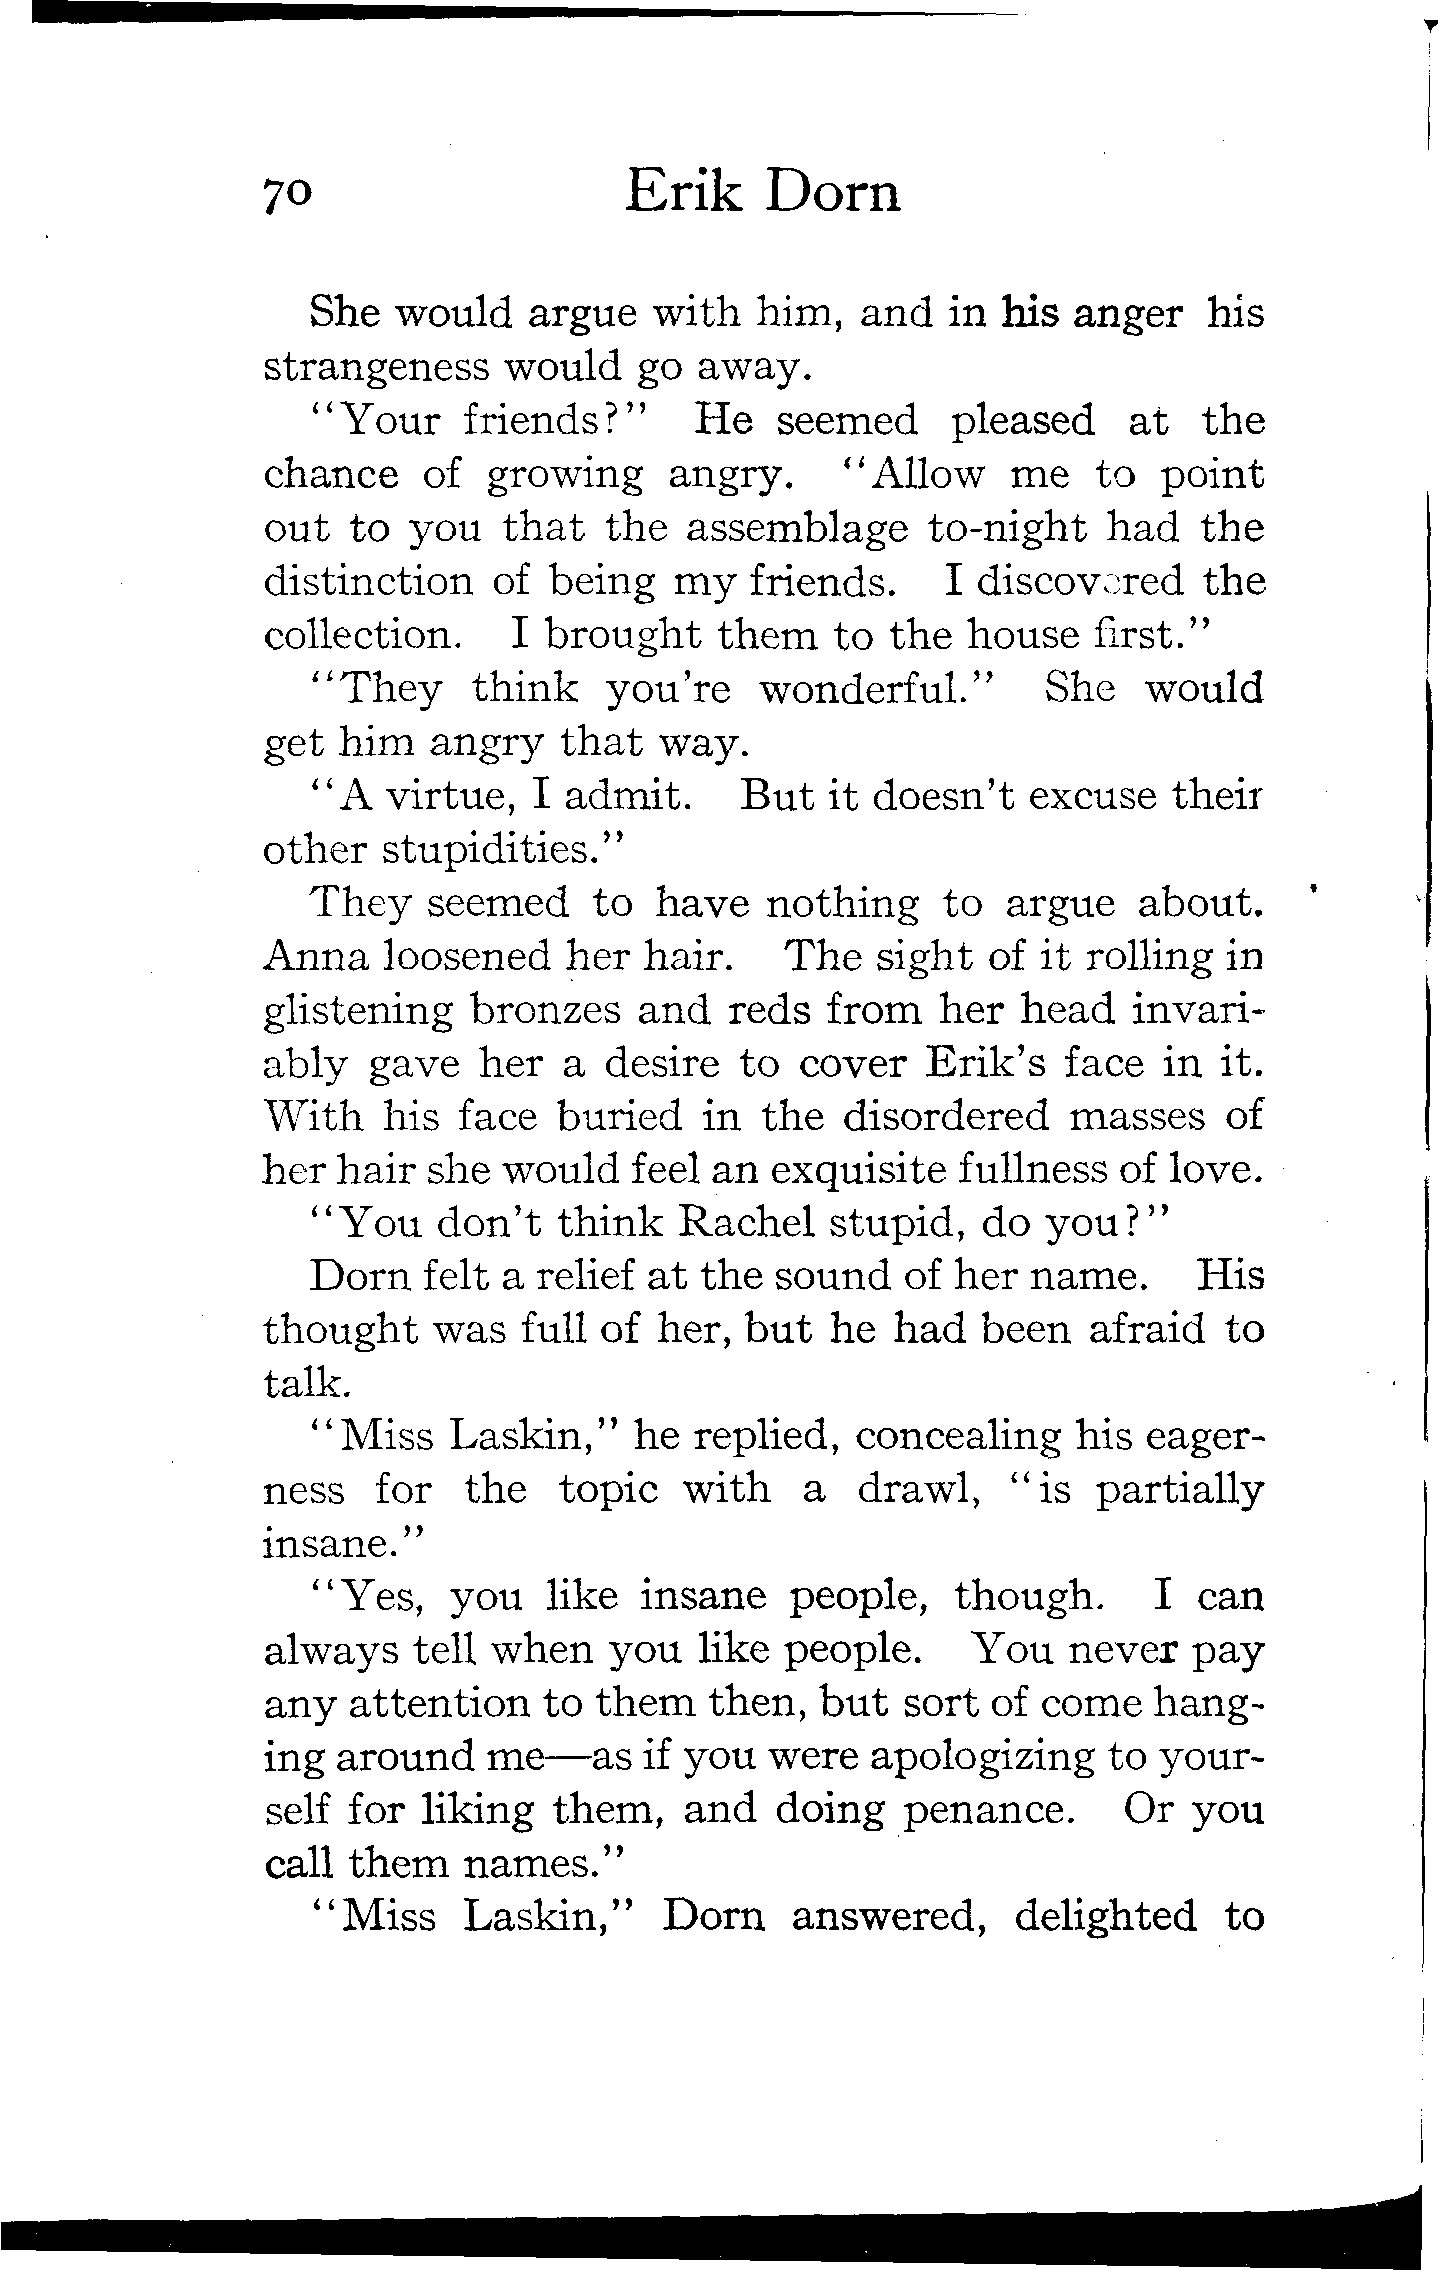 70 Erik Dorn
She would argue with him, and in his anger his
strangeness would go away.
"Your friends?" He seemed pleased at the
chance of growing angry. "Allow me to point
out to you that the assemblage to-night had the
distinction of being my friends. I discovered the
collection. I brought them to the house first."
"They think you're wonderful." She would
get him angry that way.
"A virtue, I admit. But it doesn't excuse their
other stupidities."
They seemed to have nothing to argue about.
Anna loosened her hair. The sight of it rolling in
glistening bronzes and reds from her head invari-
ably gave her a desire to cover Erik's face in it.
With his face buried in the disordered masses of
her hair she would feel an exquisite fullness of love.
"You don't think Rachel stupid, do you?"
Dorn felt a relief at the sound of her name. His
thought was full of her, but he had been afraid to
talk.
"Miss Laskin," he replied, concealing his eager-
ness for the topic with a drawl, "is partially
insane."
"Yes, you like insane people, though. I can
always tell when you like people. You never pay
any attention to them then, but sort of come hang-
ing around me—as if you were apologizing to your-
self for liking them, and doing penance. Or you
call them names."
"Miss Laskin," Dorn answered, delighted to